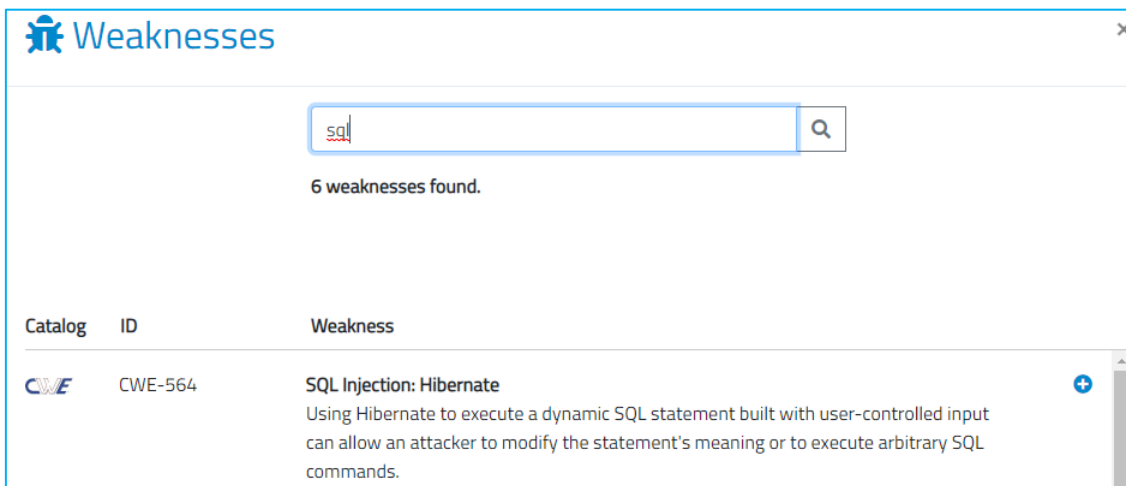 Weaknesses
×
sql
6 weaknesses found.
Catalog ID Weakness
CWE CWE-564 SQL Injection: Hibernate
Using Hibernate to execute a dynamic SQL statement built with user-controlled input
can allow an attacker to modify the statement's meaning or to execute arbitrary SQL
commands.